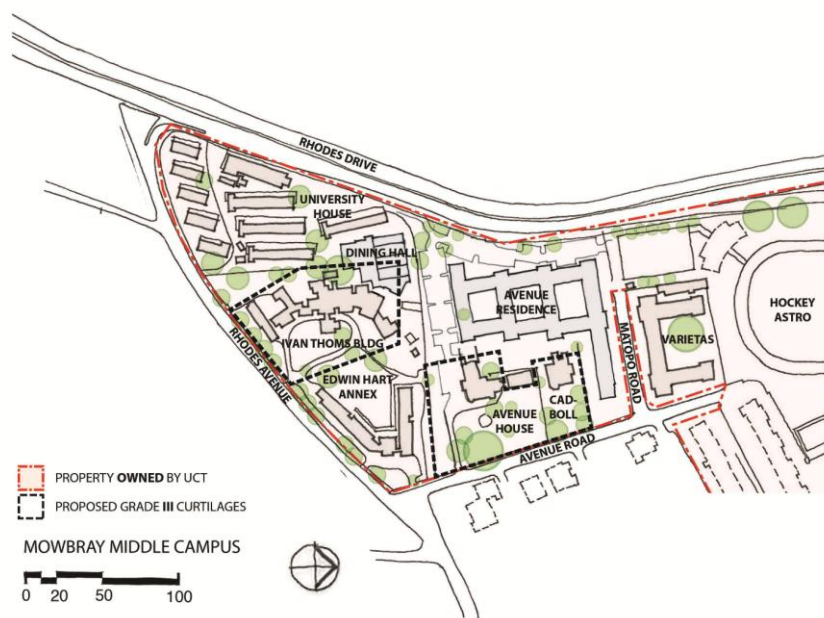 RHODES DRIVE
UNIVERSITY
HOUSE
DINING HALL
AVENUE
RESIDENCE
HOCKEY
ASTRO
MATOPO ROAD
VARIETAS
IVAN THOMS BLDG
RHODES AVENUE
EDWIN HART
ANNEX
AVENUE
HOUSE
CAD-
BOLL
AVENUE ROAD
PROPERTY OWNED BY UCT
PROPOSED GRADE III CURTILAGES
MOWBRAY MIDDLE CAMPUS
0 20 50 100